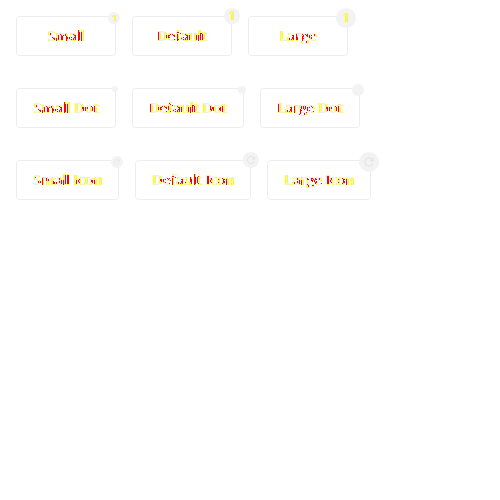 1 1 1
Small Default Large
Small Dot Default Dot Large Dot
Small Icon Default Icon Large Icon